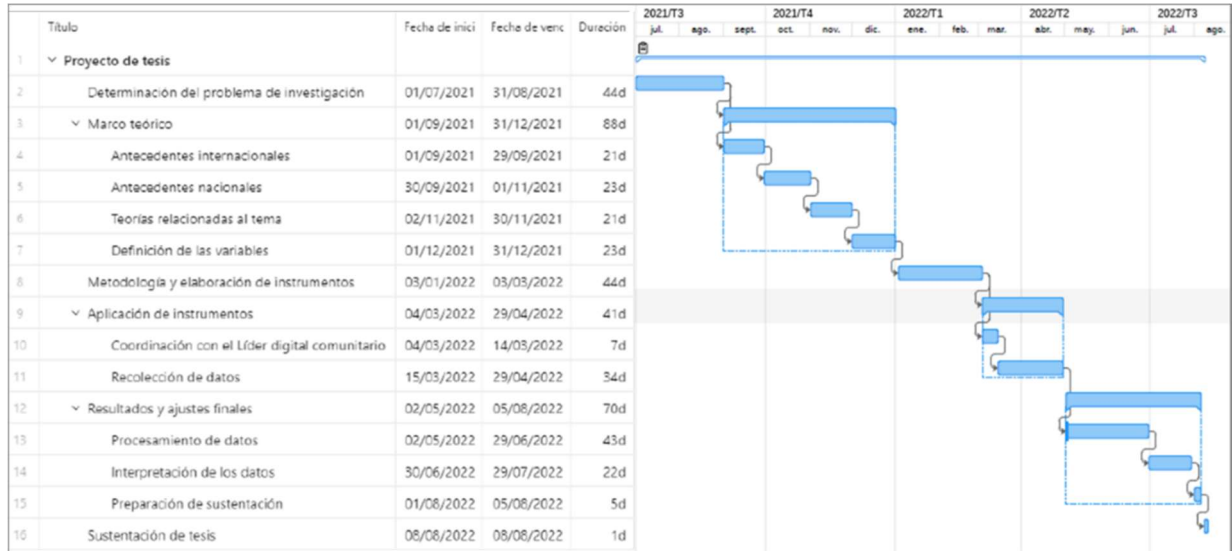 2021/T3 2021/T4 2022/T1 2022/T2 2022/T3
Título Fecha de inici Fecha de venc Duración jul. ago. sept. oct. nov. dic. ene. feb. mar. abr. may. jun. jul. ago.
1 Proyecto de tesis
2 Determinación del problema de investigación 01/07/2021 31/08/2021 44d
3 Marco teórico 01/09/2021 31/12/2021 88d
4 Antecedentes internacionales 01/09/2021 29/09/2021 21d
5 Antecedentes nacionales 30/09/2021 01/11/2021 23d
6 Teorías relacionadas al tema 02/11/2021 30/11/2021 21d
7 Definición de las variables 01/12/2021 31/12/2021 23d
8 Metodología y elaboración de instrumentos 03/01/2022 03/03/2022 44d
9 Aplicación de instrumentos 04/03/2022 29/04/2022 41d
10 Coordinación con el Líder digital comunitario 04/03/2022 14/03/2022 7d
11 Recolección de datos 15/03/2022 29/04/2022 34d
12 Resultados y ajustes finales 02/05/2022 05/08/2022 70d
13 Procesamiento de datos 02/05/2022 29/06/2022 43d
14 Interpretación de los datos 30/06/2022 29/07/2022 22d
15 Preparación de sustentación 01/08/2022 05/08/2022 5d
16 Sustentación de tesis 08/08/2022 08/08/2022 1d